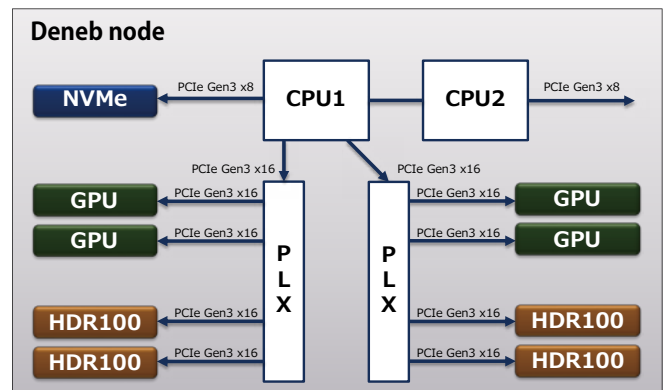 Deneb node
NVMe
PCIe Gen3 x8
CPU1
CPU2
PCIe Gen3 x8
PCIe Gen3 x16
PCIe Gen3 x16
GPU
PCIe Gen3 x16
PCIe Gen3 x16
GPU
GPU
PCIe Gen3 x16
PCIe Gen3 x16
GPU
PLX
PLX
HDR100
PCIe Gen3 x16
PCIe Gen3 x16
HDR100
HDR100
PCIe Gen3 x16
PCIe Gen3 x16
HDR100